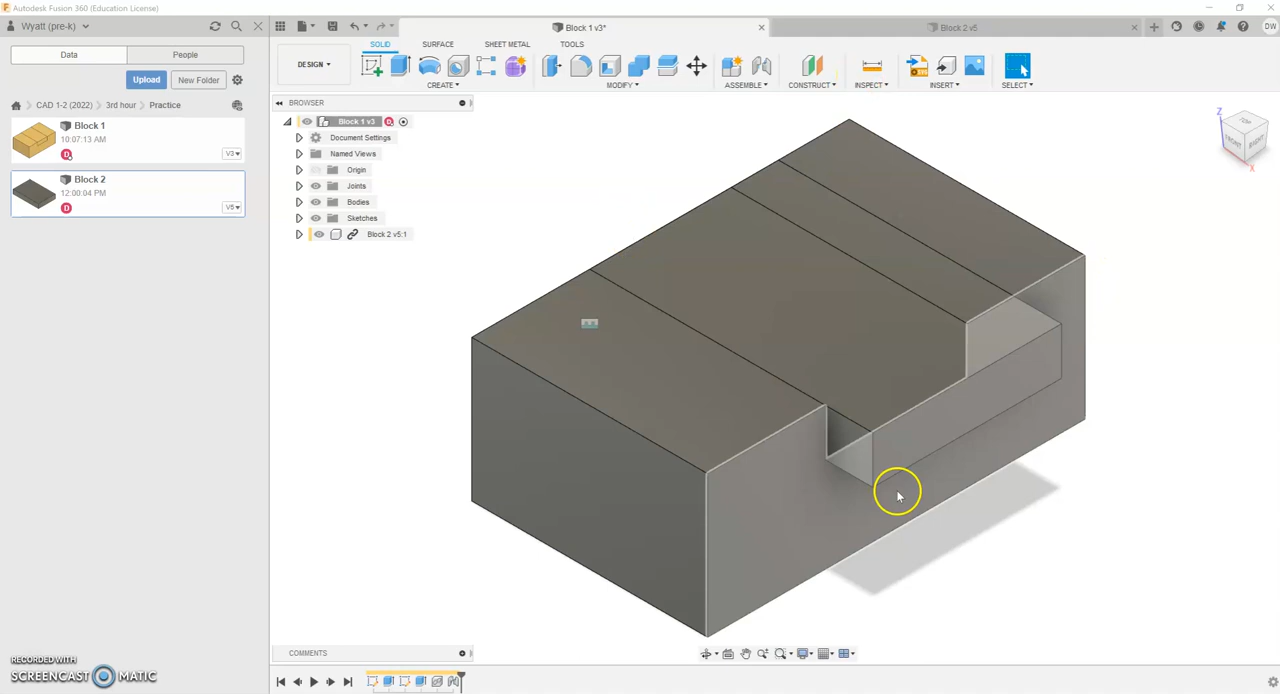 Autodesk Fusion 360 (Education License)
Wyatt (pre-k)
Block 1 v3*
Block 2 v5
DW
Data
People
SOLID
SURFACE
SHEET METAL
TOOLS
Upload
New Folder
DESIGN
CREATE
MODIFY
ASSEMBLE
CONSTRUCT
INSPECT
INSERT
SELECT
CAD 1-2 (2022) > 3rd hour > Practice
BROWSER
Block 1
10:07:13 AM
D
V3
Block 2
12:00:04 PM
D
V6
Block 1 v3
D
Document Settings
Named Views
Origin
Joints
Bodies
Sketches
Block 2 v5:1
Z
TOP
FRONT
RIGHT
X
COMMENTS
RECORDED WITH
SCREENCAST MATIC